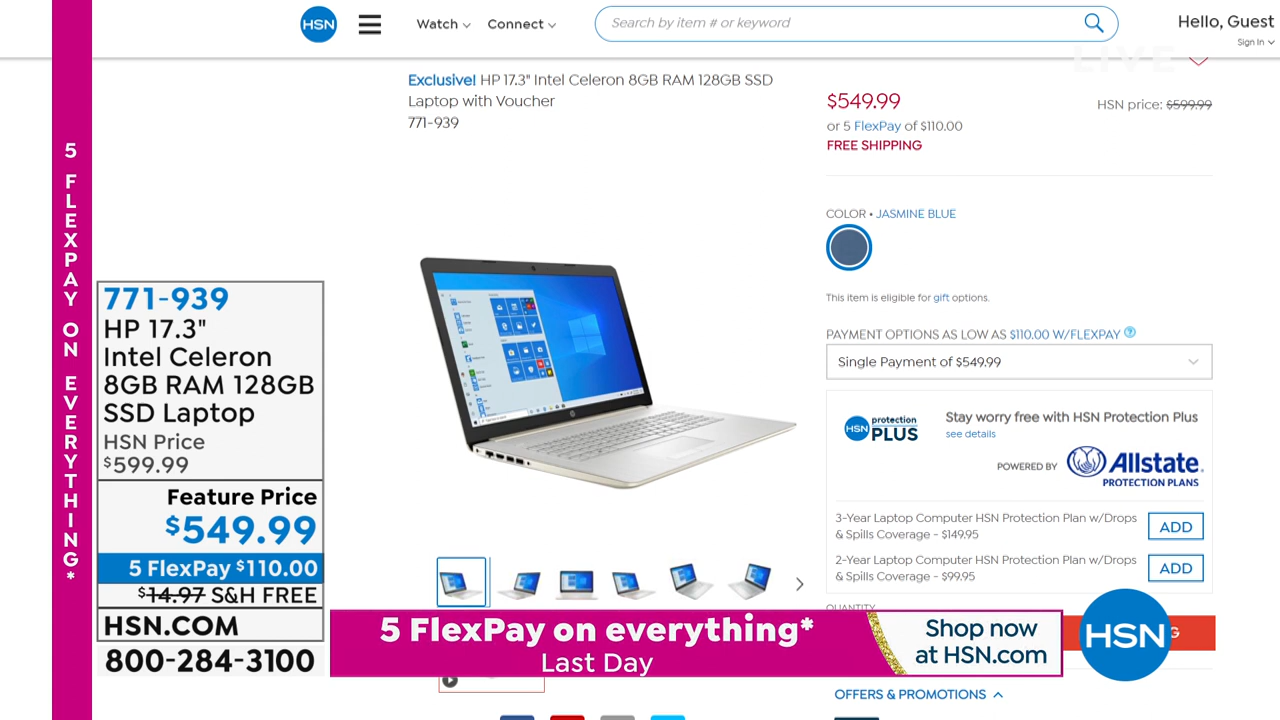 HSN
Watch
Connect
Search by item # or keyword
Hello, Guest
Sign In
LIVE
Exclusive! HP 17.3" Intel Celeron 8GB RAM 128GB SSD
Laptop with Voucher
771-939
$549.99
HSN price: $599.99
or 5 FlexPay of $110.00
FREE SHIPPING
COLOR • JASMINE BLUE
This item is eligible for gift options.
PAYMENT OPTIONS AS LOW AS $110.00 W/FLEXPAY ?
Single Payment of $549.99
HSN protection PLUS
Stay worry free with HSN Protection Plus
see details
POWERED BY
Allstate.
PROTECTION PLANS
3-Year Laptop Computer HSN Protection Plan w/Drops
& Spills Coverage - $149.95
ADD
2-Year Laptop Computer HSN Protection Plan w/Drops
& Spills Coverage - $99.95
ADD
QUANTITY
OFFERS & PROMOTIONS
5 FLEXPAY ON EVERYTHING*
771-939
HP 17.3"
Intel Celeron
8GB RAM 128GB
SSD Laptop
HSN Price
$599.99
Feature Price
$549.99
5 FlexPay $110.00
$14.97 S&H FREE
HSN.COM
800-284-3100
5 FlexPay on everything*
Last Day
Shop now
at HSN.com
HSN